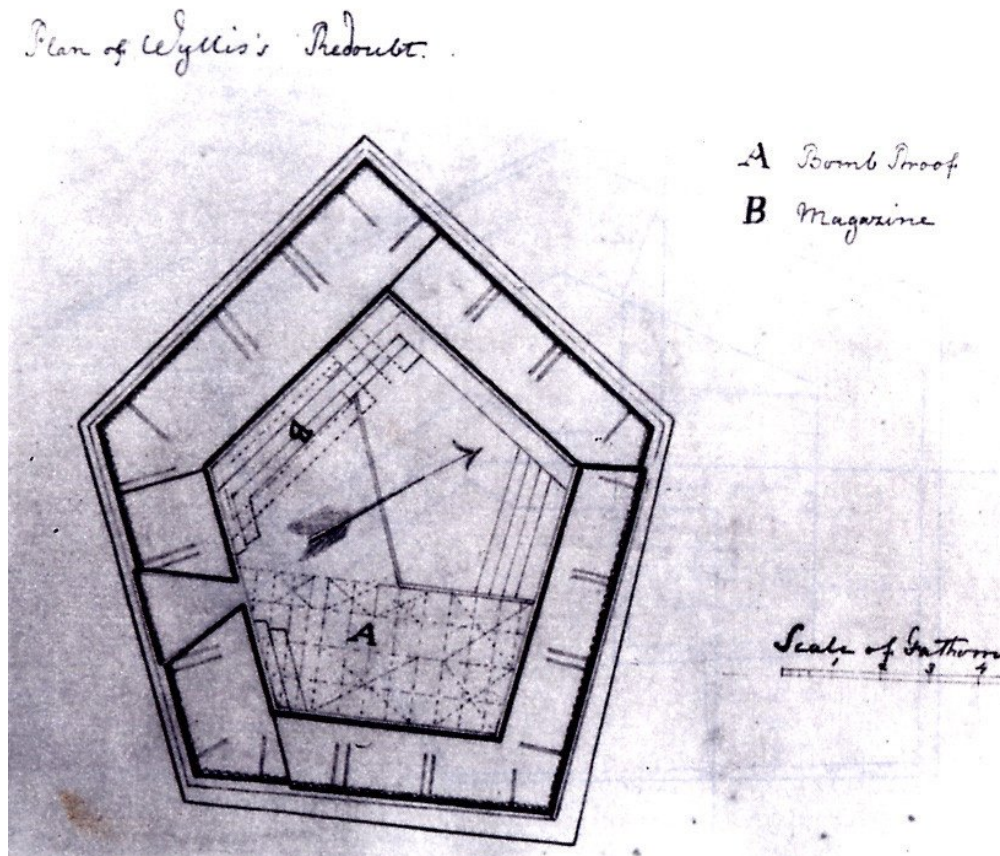 Plan of Wyllis's Redoubt.
A Bomb Proof
B Magazine
B
A
Scale of Fathoms
1 2 3 4